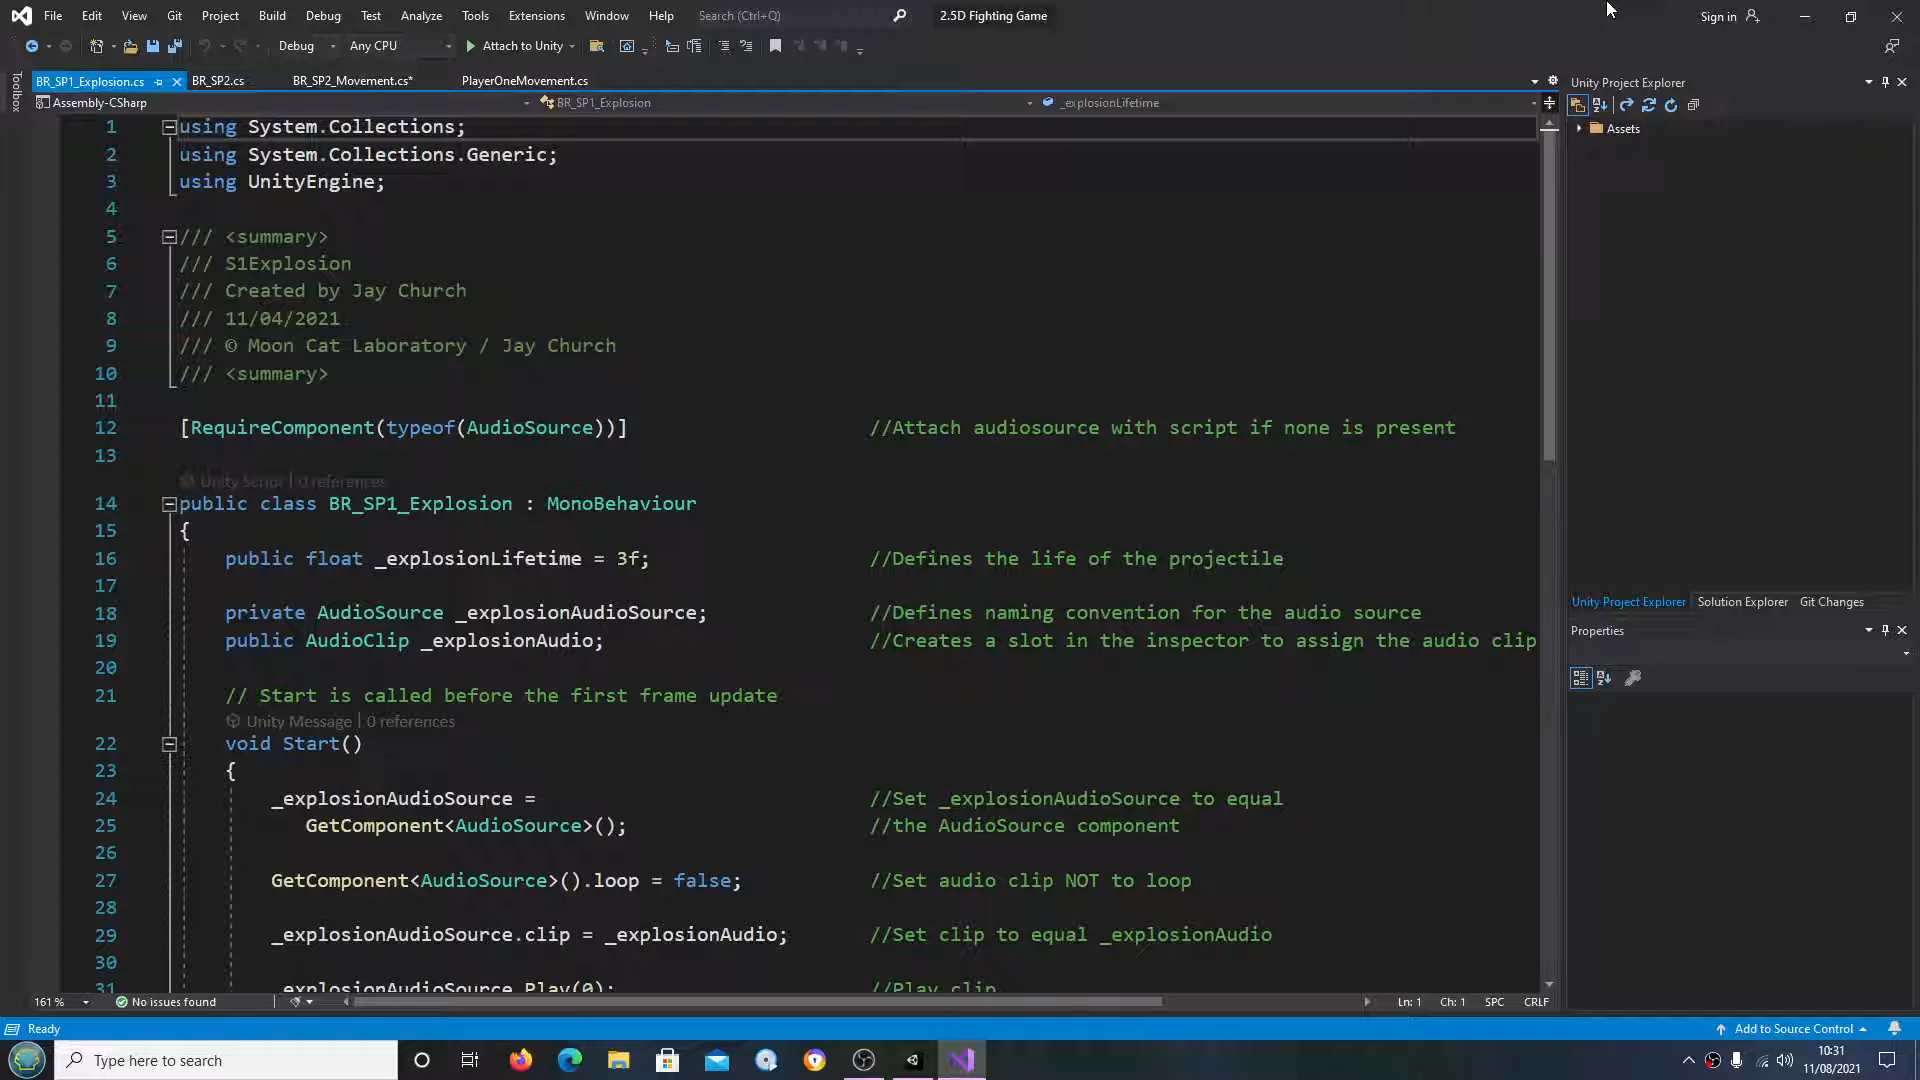 File Edit View Git Project Build Debug Test Analyze Tools Extensions Window Help Search (Ctrl+Q) 2.5D Fighting Game Sign in
Debug Any CPU Attach to Unity
Toolbox
BR_SP1_Explosion.cs BR_SP2.cs BR_SP2_Movement.cs* PlayerOneMovement.cs
Assembly-CSharp BR_SP1_Explosion _explosionLifetime
1 using System.Collections;
2 using System.Collections.Generic;
3 using UnityEngine;
4
5 /// <summary>
6 /// S1Explosion
7 /// Created by Jay Church
8 /// 11/04/2021
9 /// © Moon Cat Laboratory / Jay Church
10 /// <summary>
11
12 [RequireComponent(typeof(AudioSource))] //Attach audiosource with script if none is present
13
Unity Script | 0 references
14 public class BR_SP1_Explosion : MonoBehaviour
15 {
16 public float _explosionLifetime = 3f; //Defines the life of the projectile
17
18 private AudioSource _explosionAudioSource; //Defines naming convention for the audio source
19 public AudioClip _explosionAudio; //Creates a slot in the inspector to assign the audio clip
20
21 // Start is called before the first frame update
Unity Message | 0 references
22 void Start()
23 {
24 _explosionAudioSource = //Set _explosionAudioSource to equal
25 GetComponent<AudioSource>(); //the AudioSource component
26
27 GetComponent<AudioSource>().loop = false; //Set audio clip NOT to loop
28
29 _explosionAudioSource.clip = _explosionAudio; //Set clip to equal _explosionAudio
30
31 explosionAudioSource.Play(0); //Play clip
161 % No issues found Ln: 1 Ch: 1 SPC CRLF
Unity Project Explorer
Assets
Unity Project Explorer Solution Explorer Git Changes
Properties
Ready Add to Source Control
Type here to search
10:31
11/08/2021